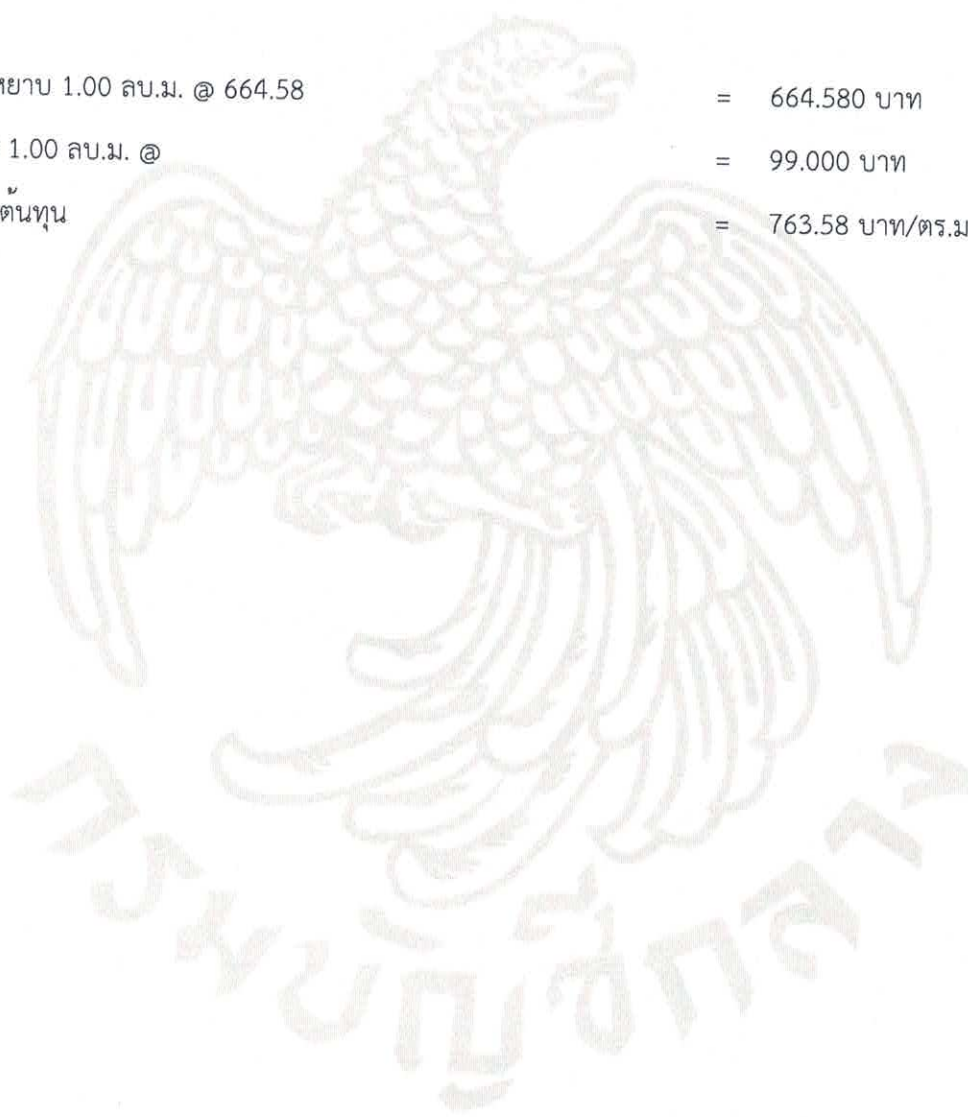 หยาบ 1.00 ลบ.ม. @ 664.58 = 664.580 บาท
1.00 ลบ.ม. @ = 99.000 บาท
ต้นทุน = 763.58 บาท/ตร.ม
กรมบัญชีกลาง